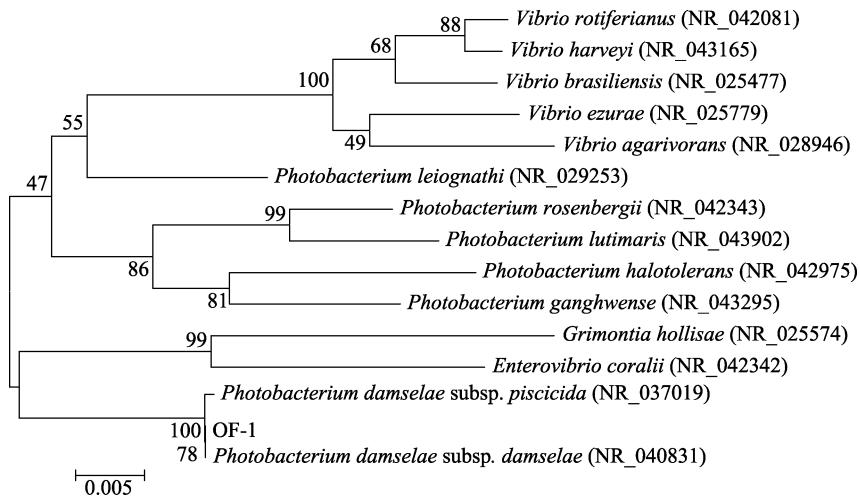 88 Vibrio rotiferianus (NR_042081)
Vibrio harveyi (NR_043165)
68
Vibrio brasiliensis (NR_025477)
100
Vibrio ezurae (NR_025779)
55
49 Vibrio agarivorans (NR_028946)
Photobacterium leiognathi (NR_029253)
47
99 Photobacterium rosenbergii (NR_042343)
Photobacterium lutimaris (NR_043902)
86
Photobacterium halotolerans (NR_042975)
81 Photobacterium ganghwense (NR_043295)
Grimontia hollisae (NR_025574)
99
Enterovibrio coralii (NR_042342)
Photobacterium damselae subsp. piscicida (NR_037019)
100 OF-1
78 Photobacterium damselae subsp. damselae (NR_040831)
0.005